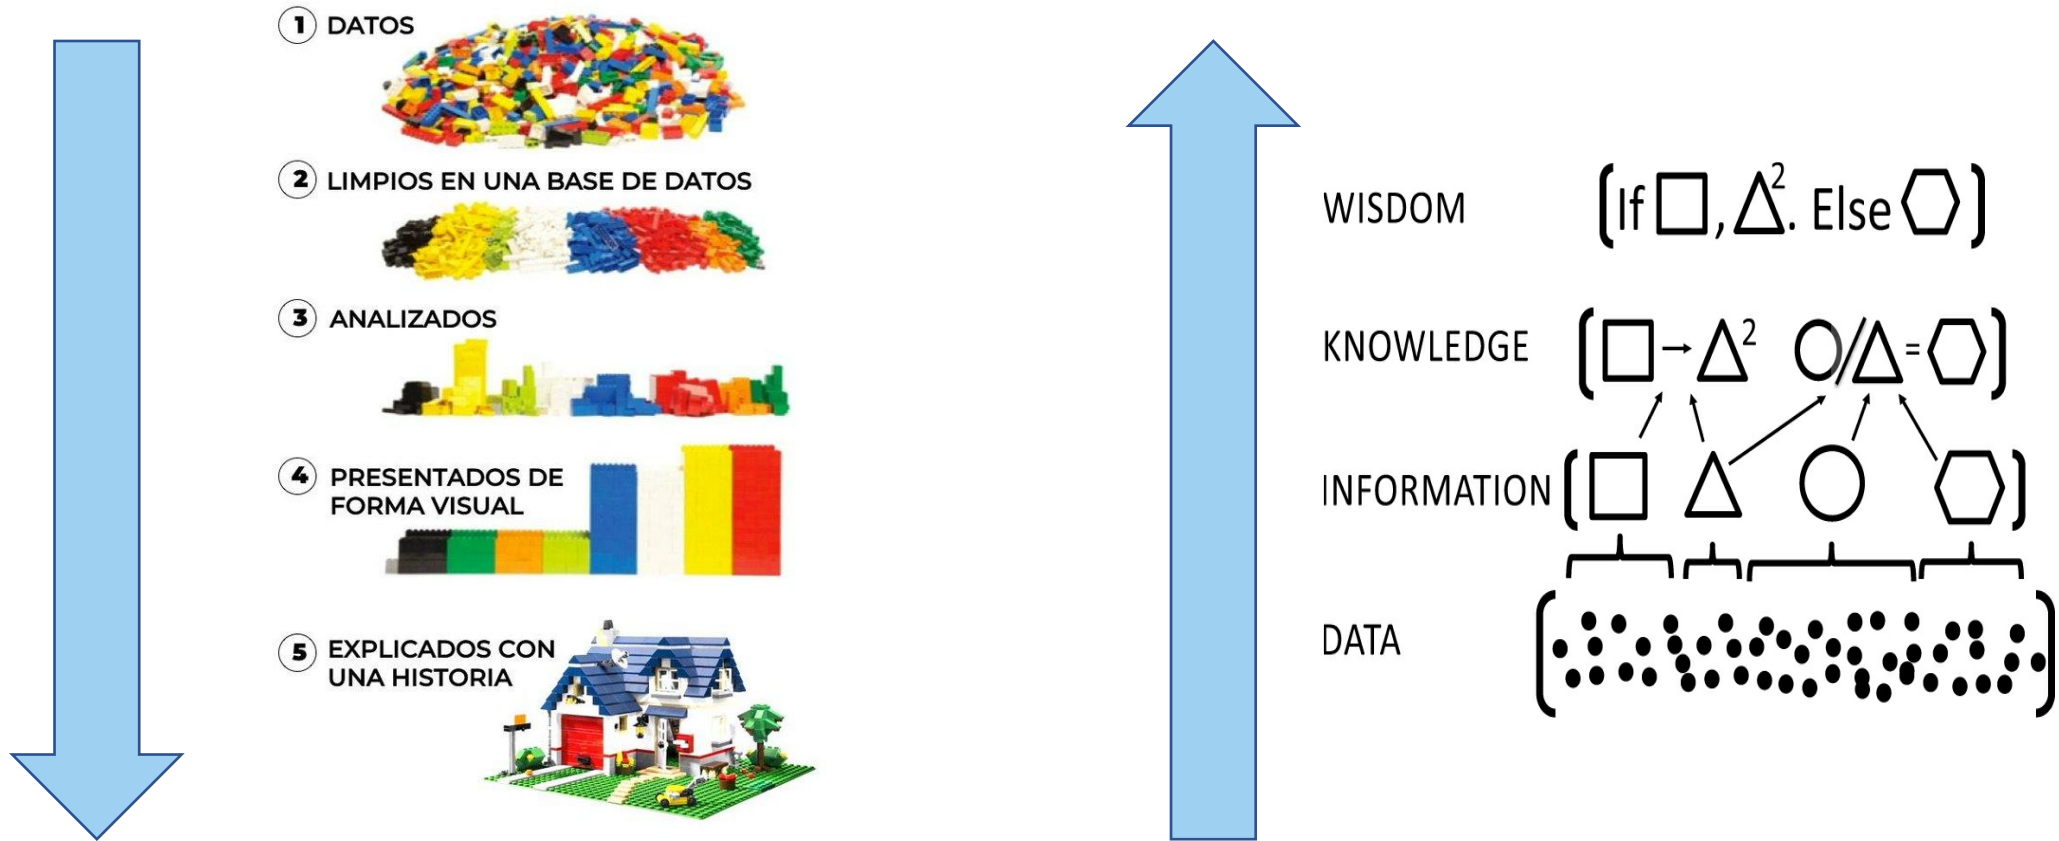 1 DATOS
2 LIMPIOS EN UNA BASE DE DATOS
3 ANALIZADOS
4 PRESENTADOS DE
FORMA VISUAL
5 EXPLICADOS CON
UNA HISTORIA
WISDOM
If , 2. Else
KNOWLEDGE
→ 2 / =
INFORMATION
DATA